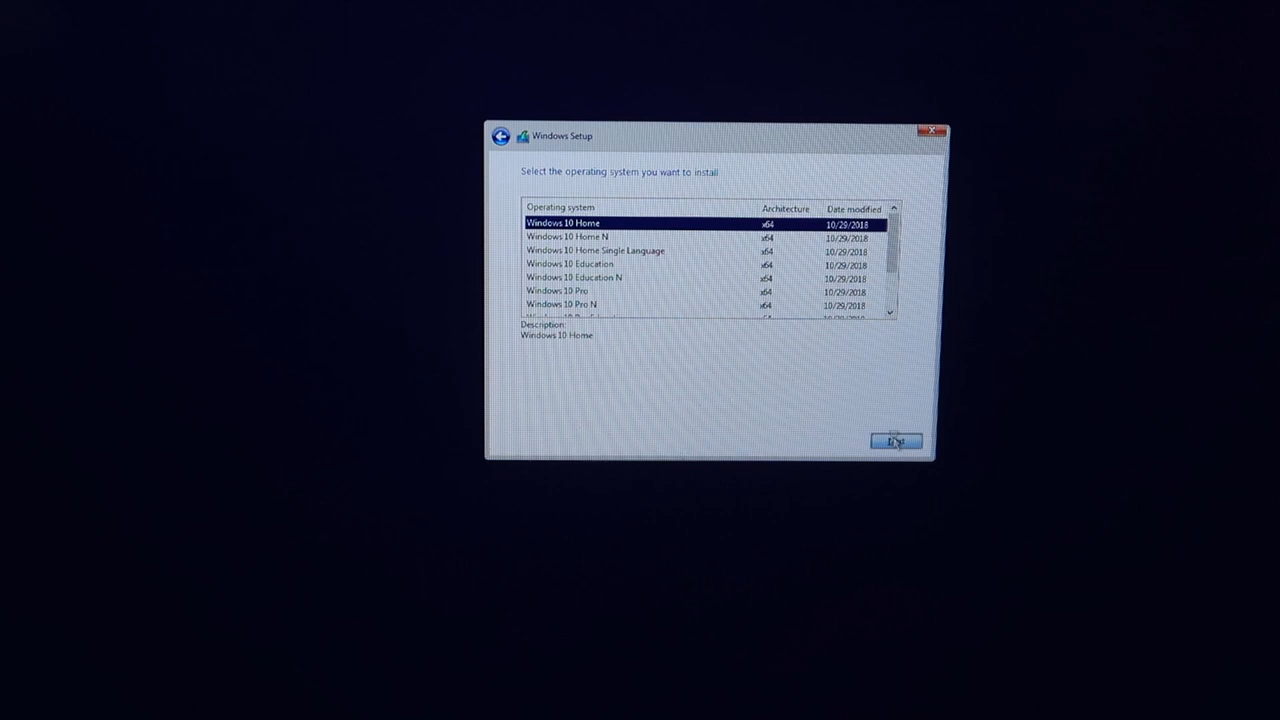 Windows Setup
Select the operating system you want to install
Operating system Architecture Date modified
Windows 10 Home x64 10/29/2018
Windows 10 Home N x64 10/29/2018
Windows 10 Home Single Language x64 10/29/2018
Windows 10 Education x64 10/29/2018
Windows 10 Education N x64 10/29/2018
Windows 10 Pro x64 10/29/2018
Windows 10 Pro N x64 10/29/2018
Description:
Windows 10 Home